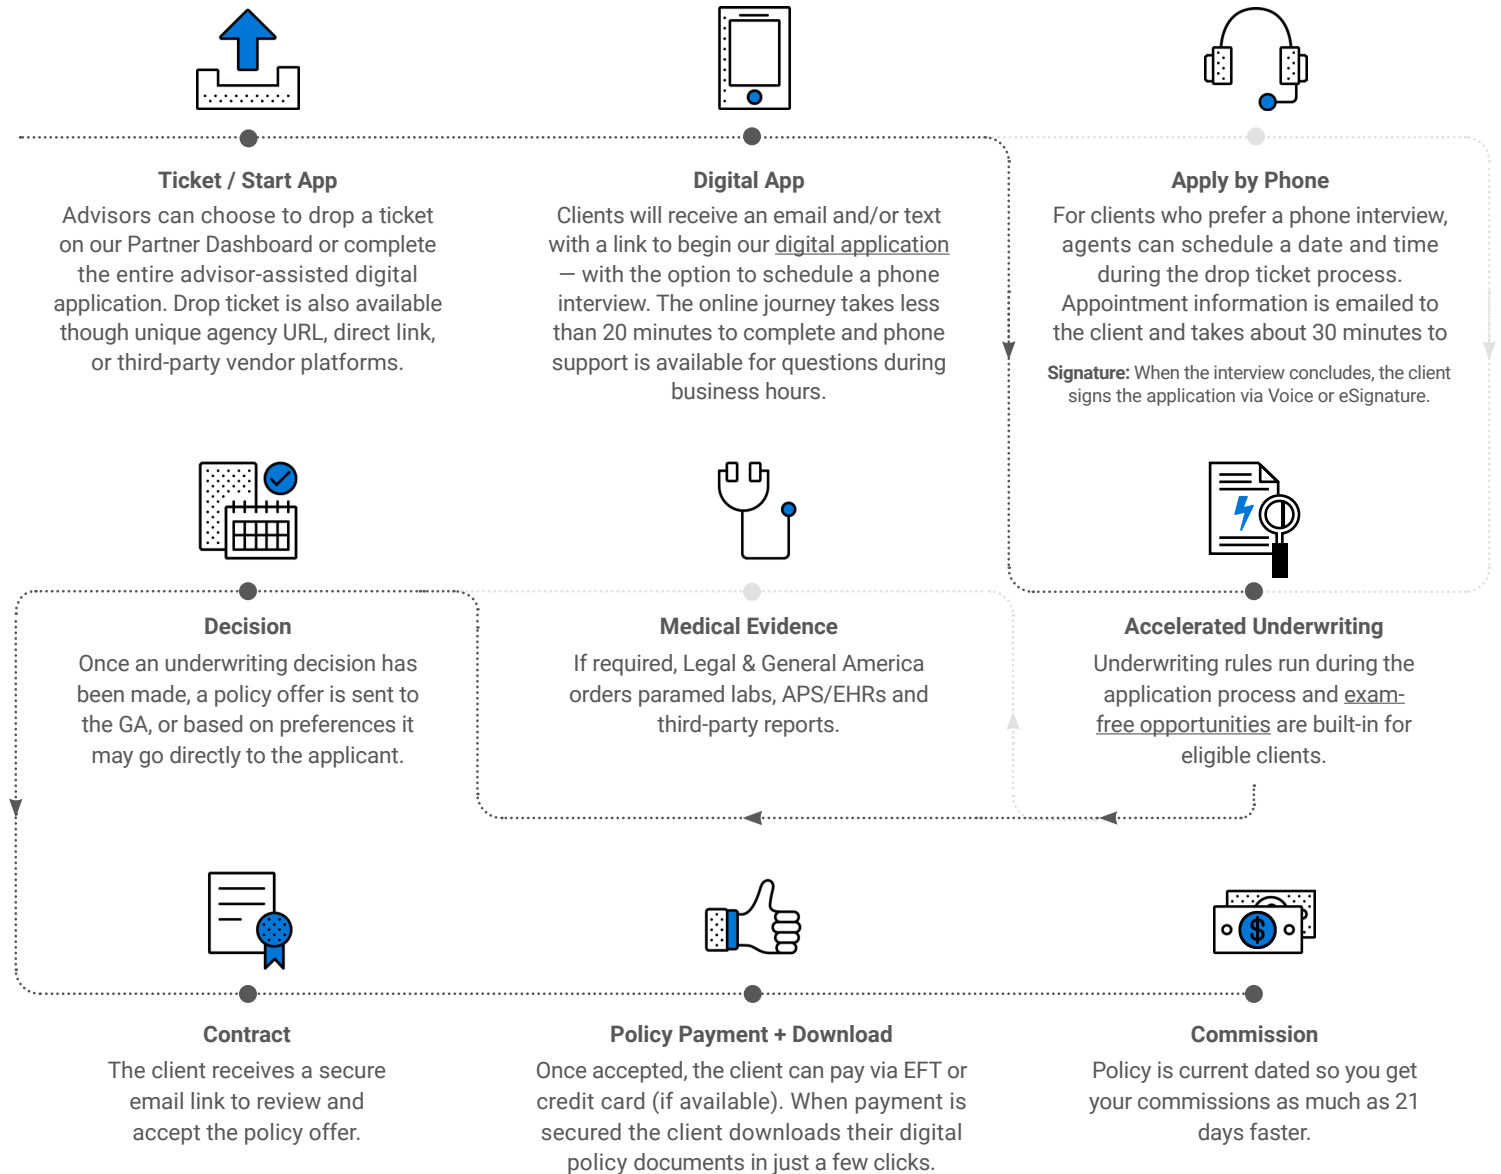 Ticket / Start App
Advisors can choose to drop a ticket
on our Partner Dashboard or complete
the entire advisor-assisted digital
application. Drop ticket is also available
though unique agency URL, direct link,
or third-party vendor platforms.
Digital App
Clients will receive an email and/or text
with a link to begin our digital application
— with the option to schedule a phone
interview. The online journey takes less
than 20 minutes to complete and phone
support is available for questions during
business hours.
Apply by Phone
For clients who prefer a phone interview,
agents can schedule a date and time
during the drop ticket process.
Appointment information is emailed to
the client and takes about 30 minutes to
Signature: When the interview concludes, the client
signs the application via Voice or eSignature.
Decision
Once an underwriting decision has
been made, a policy offer is sent to
the GA, or based on preferences it
may go directly to the applicant.
Medical Evidence
If required, Legal & General America
orders paramed labs, APS/EHRs and
third-party reports.
Accelerated Underwriting
Underwriting rules run during the
application process and exam-
free opportunities are built-in for
eligible clients.
Contract
The client receives a secure
email link to review and
accept the policy offer.
Policy Payment + Download
Once accepted, the client can pay via EFT or
credit card (if available). When payment is
secured the client downloads their digital
policy documents in just a few clicks.
$
Commission
Policy is current dated so you get
your commissions as much as 21
days faster.